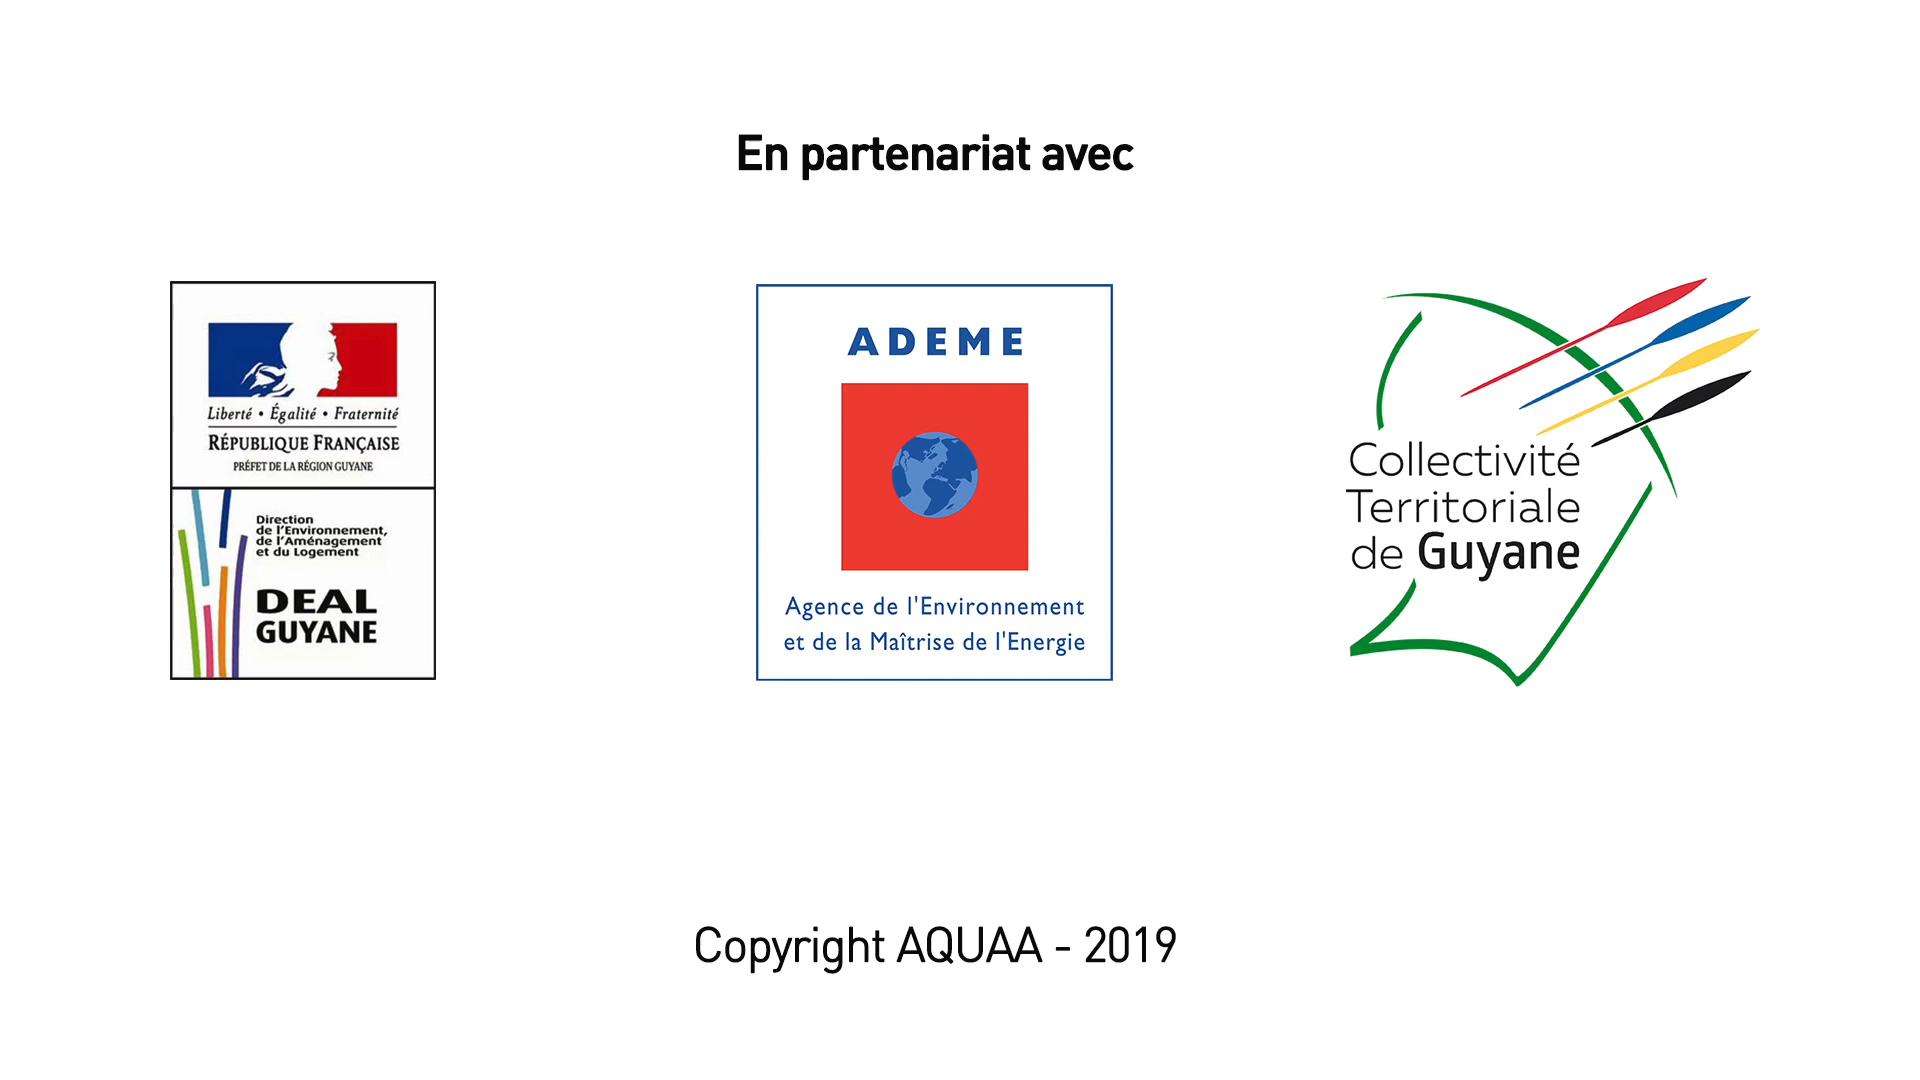 En partenariat avec
Liberté • Égalité • Fraternité
RÉPUBLIQUE FRANÇAISE
PRÉFET DE LA RÉGION GUYANE
Direction
de l'Environnement,
de l'Aménagement
et du Logement
DEAL
GUYANE
ADEME
Agence de l'Environnement
et de la Maîtrise de l'Energie
Collectivité
Territoriale
de Guyane
Copyright AQUAA - 2019